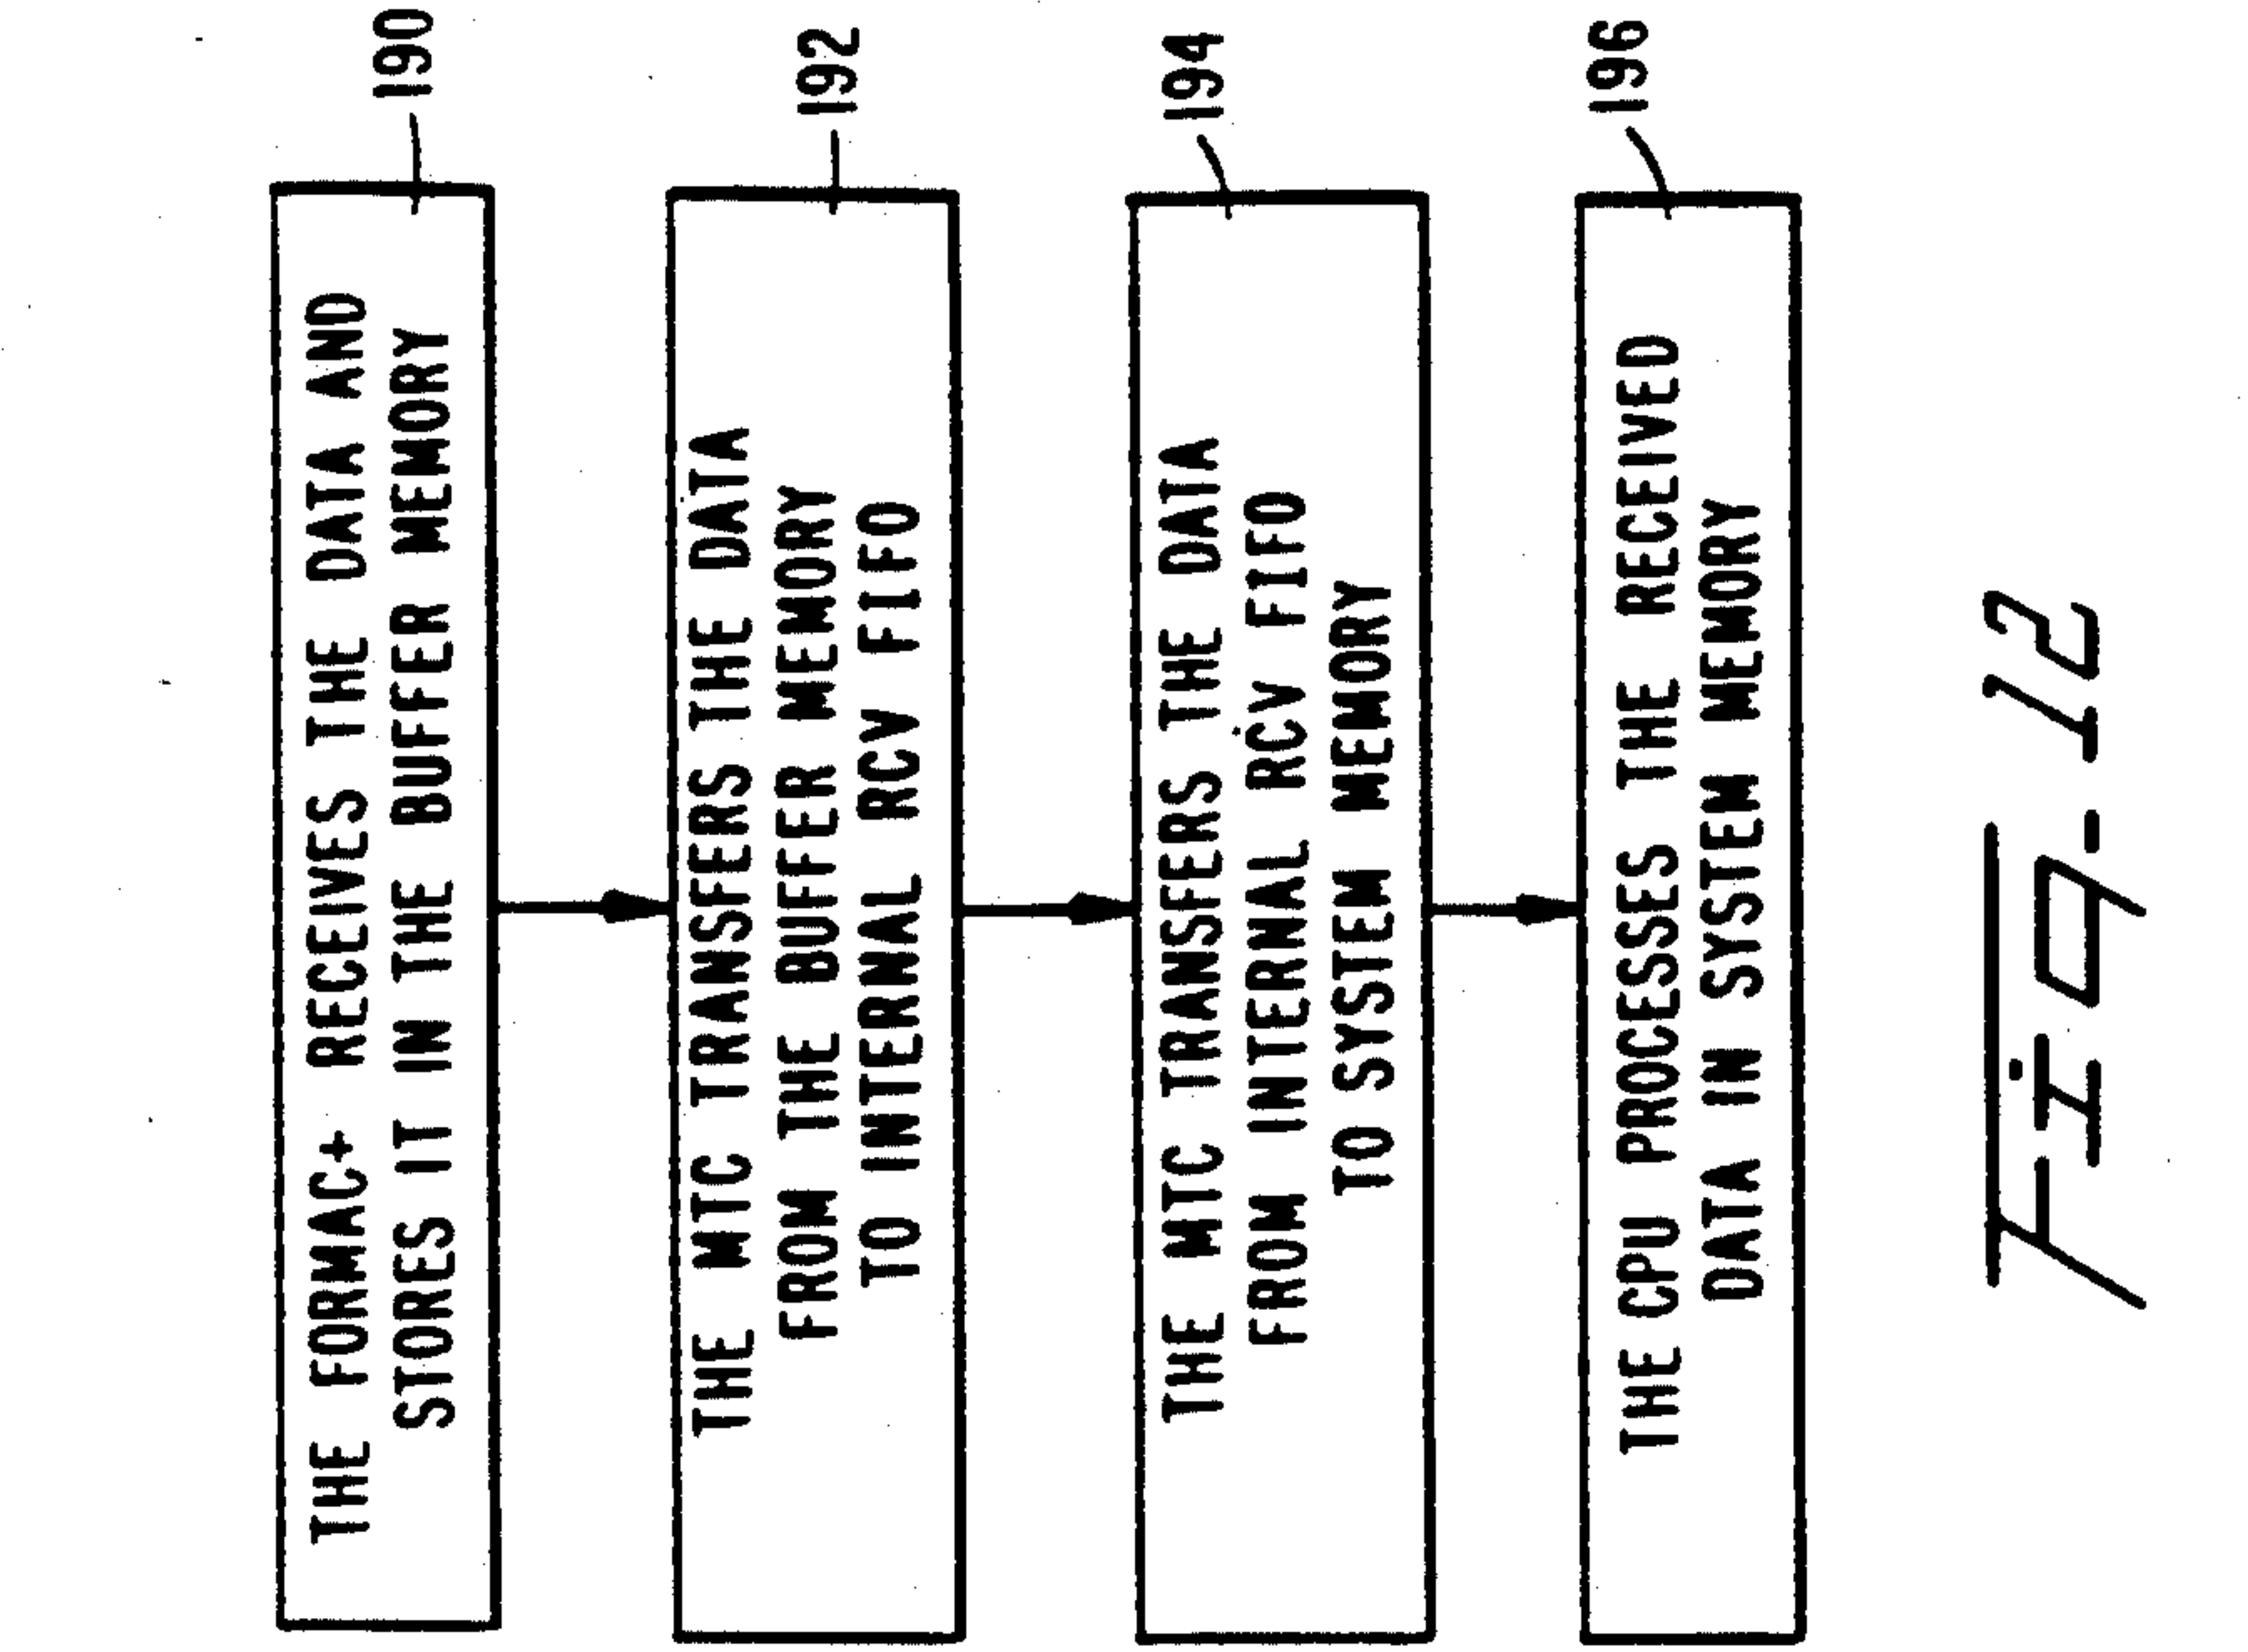 THE FORMAC+ RECEIVES THE DATA AND
STORES IT IN THE BUFFER MEMORY
190
THE MTC TRANSFERS THE DATA
FROM THE BUFFER MEMORY
TO INTERNAL RCV FIFO
192
THE MTC TRANSFERS THE DATA
FROM INTERNAL RCV FIFO
TO SYSTEM MEMORY
194
THE CPU PROCESSES THE RECEIVED
DATA IN SYSTEM MEMORY
196
Fig-12